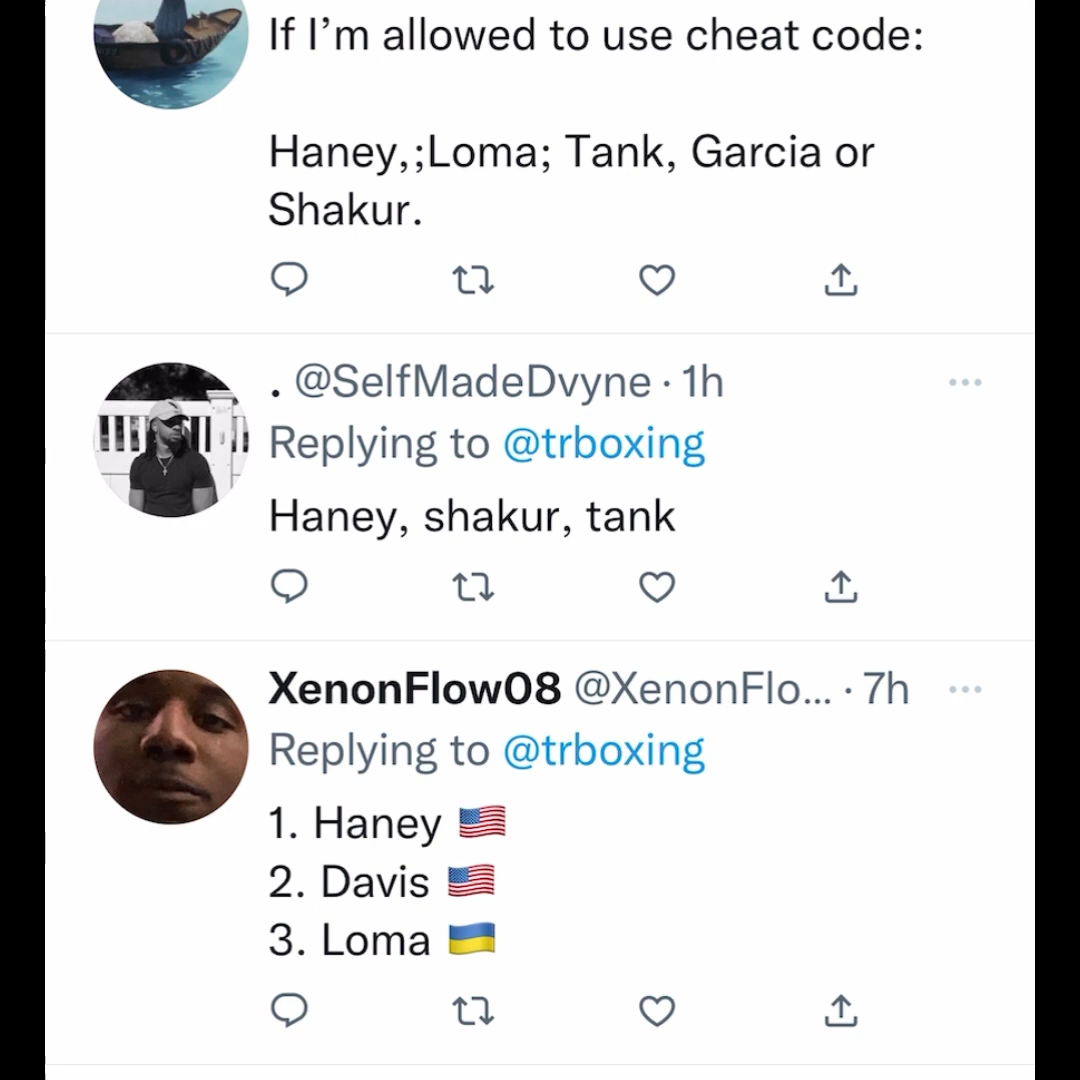 If I’m allowed to use cheat code:
Haney,;Loma; Tank, Garcia or
Shakur.
. @SelfMadeDvyne · 1h
Replying to @trboxing
Haney, shakur, tank
XenonFlow08 @XenonFlo... · 7h
Replying to @trboxing
1. Haney 🇺🇸
2. Davis 🇺🇸
3. Loma 🇺🇦